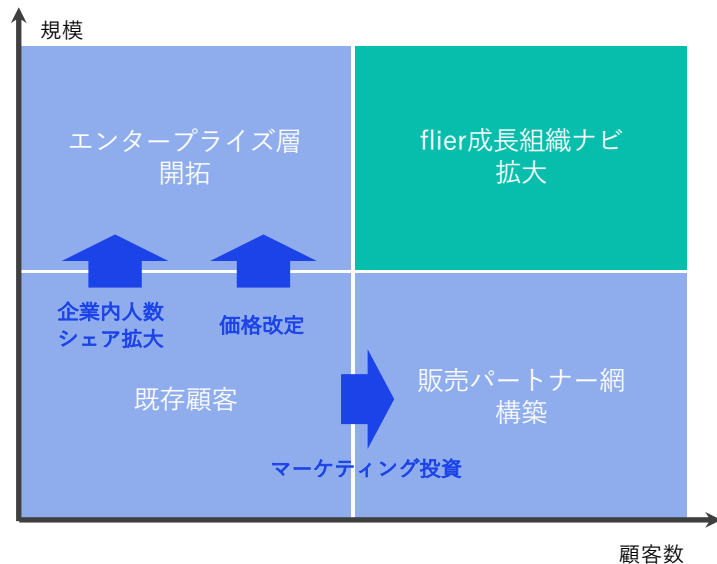 規模
エンタープライズ層
開拓
flier成長組織ナビ
拡大
企業内人数
シェア拡大
価格改定
既存顧客
販売パートナー網
構築
マーケティング投資
顧客数